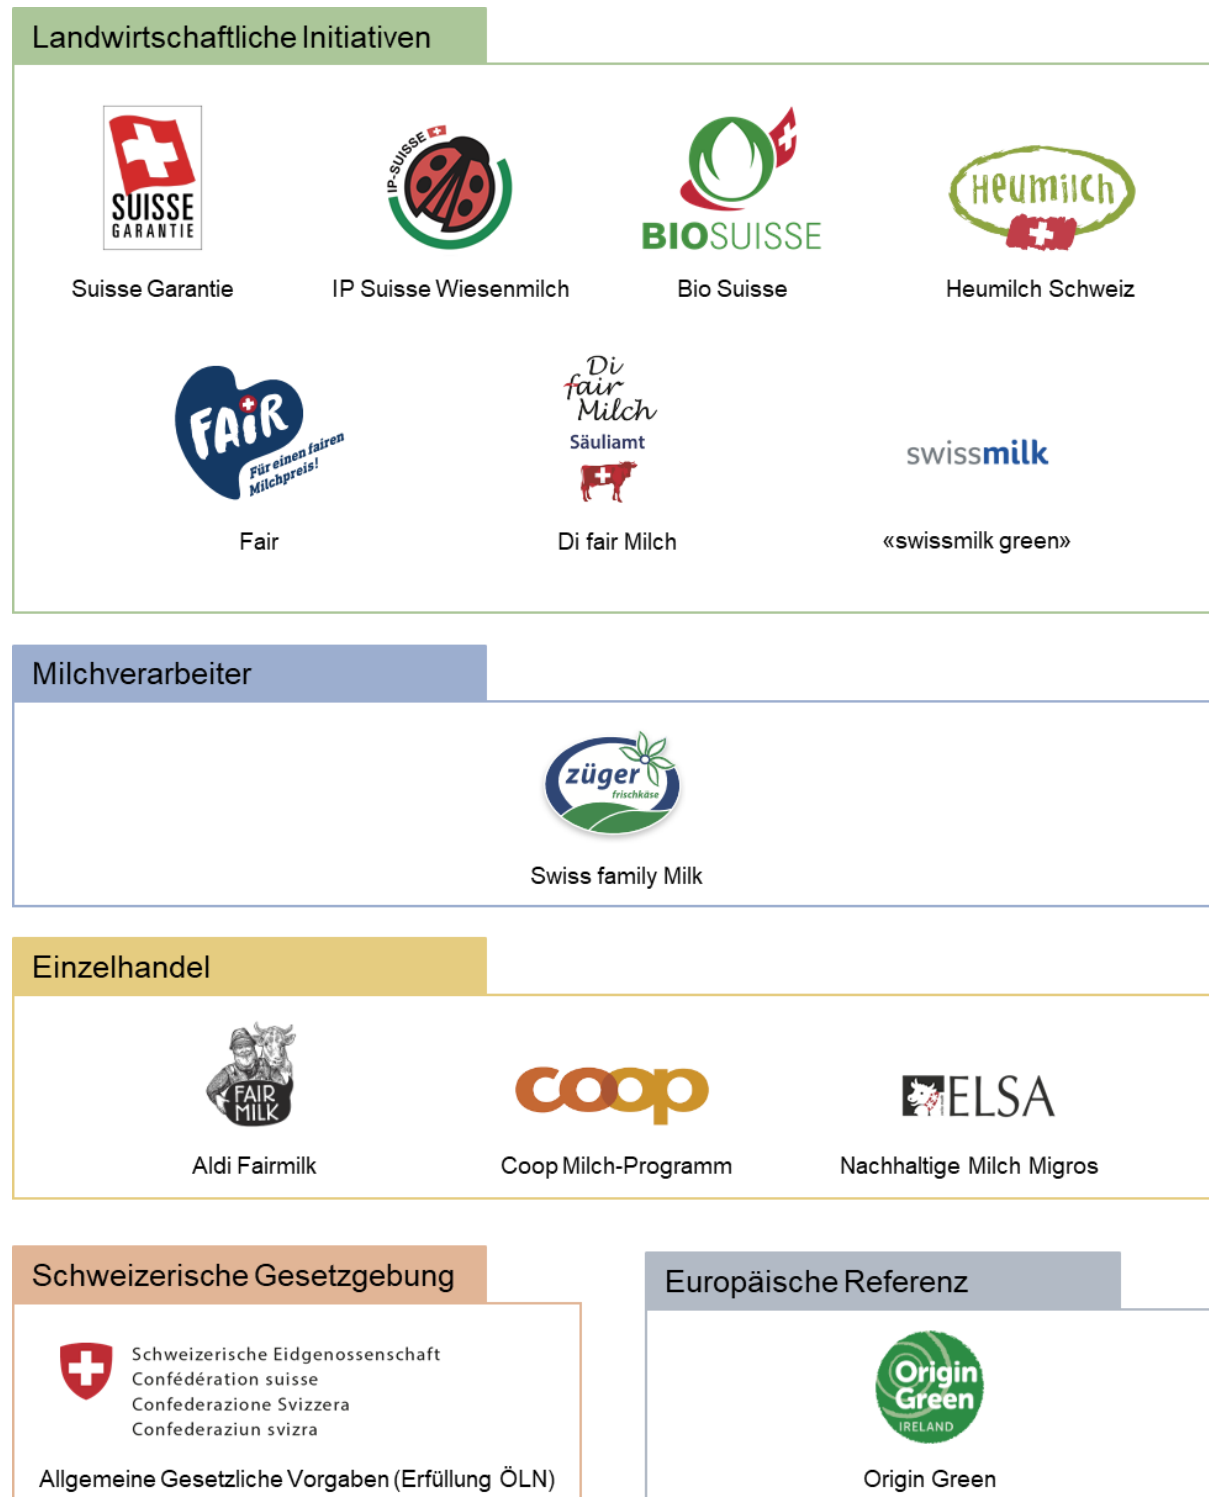 Landwirtschaftliche Initiativen
SUISSE
GARANTIE
IP-SUISSE
BIOSUISSE
Heumilch
Suisse Garantie
IP Suisse Wiesenmilch
Bio Suisse
Heumilch Schweiz
FAiR
Für einen fairen
Milchpreis!
Di
fair
Milch
Säuliamt
swissmilk
Fair
Di fair Milch
«swissmilk green»
Milchverarbeiter
züger
frischkäse
Swiss family Milk
Einzelhandel
FAIR
MILK
coop
ELSA
Aldi Fairmilk
Coop Milch-Programm
Nachhaltige Milch Migros
Schweizerische Gesetzgebung
Schweizerische Eidgenossenschaft
Confédération suisse
Confederazione Svizzera
Confederaziun svizra
Allgemeine Gesetzliche Vorgaben (Erfüllung ÖLN)
Europäische Referenz
Origin
Green
IRELAND
Origin Green